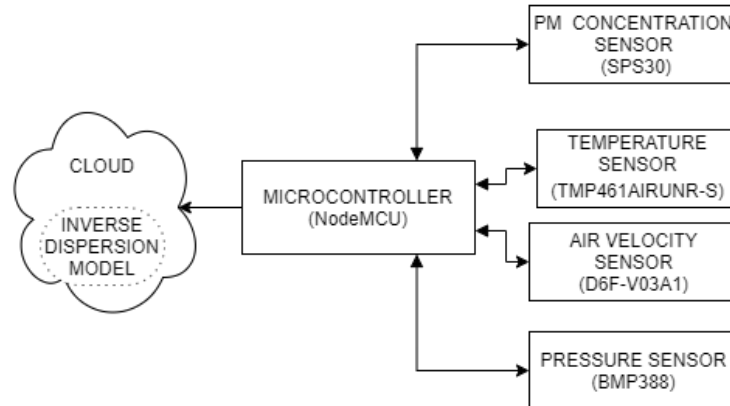 PM CONCENTRATION
SENSOR
(SPS30)
CLOUD
INVERSE
DISPERSION
MODEL
MICROCONTROLLER
(NodeMCU)
TEMPERATURE
SENSOR
(TMP461AIRUNR-S)
AIR VELOCITY
SENSOR
(D6F-V03A1)
PRESSURE SENSOR
(BMP388)